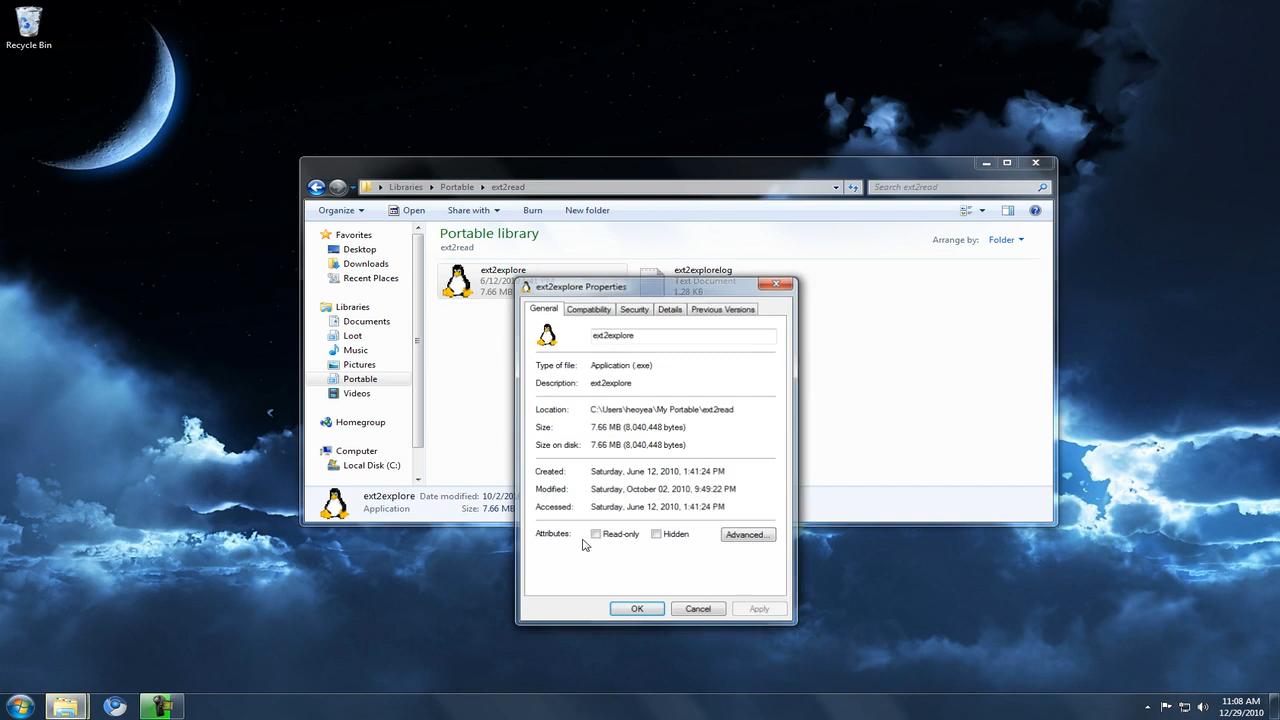 Recycle Bin
Libraries Portable ext2read
Search ext2read
Organize Open Share with Burn New folder
Favorites
Desktop
Downloads
Recent Places
Libraries
Documents
Loot
Music
Pictures
Portable
Videos
Homegroup
Computer
Local Disk (C:)
Portable library
ext2read
Arrange by: Folder
ext2explore
7.66 MB
ext2explorelog
Text Document
1.28 KB
ext2explore Properties
General Compatibility Security Details Previous Versions
ext2explore
Type of file: Application (.exe)
Description: ext2explore
Location: C:\Users\heoyea\My Portable\ext2read
Size: 7.66 MB (8,040,448 bytes)
Size on disk: 7.66 MB (8,040,448 bytes)
Created: Saturday, June 12, 2010, 1:41:24 PM
Modified: Saturday, October 02, 2010, 9:49:22 PM
Accessed: Saturday, June 12, 2010, 1:41:24 PM
Attributes: Read-only Hidden Advanced...
OK Cancel Apply
ext2explore Date modified:
Application Size: 7.66 MB
11:08 AM
12/29/2010